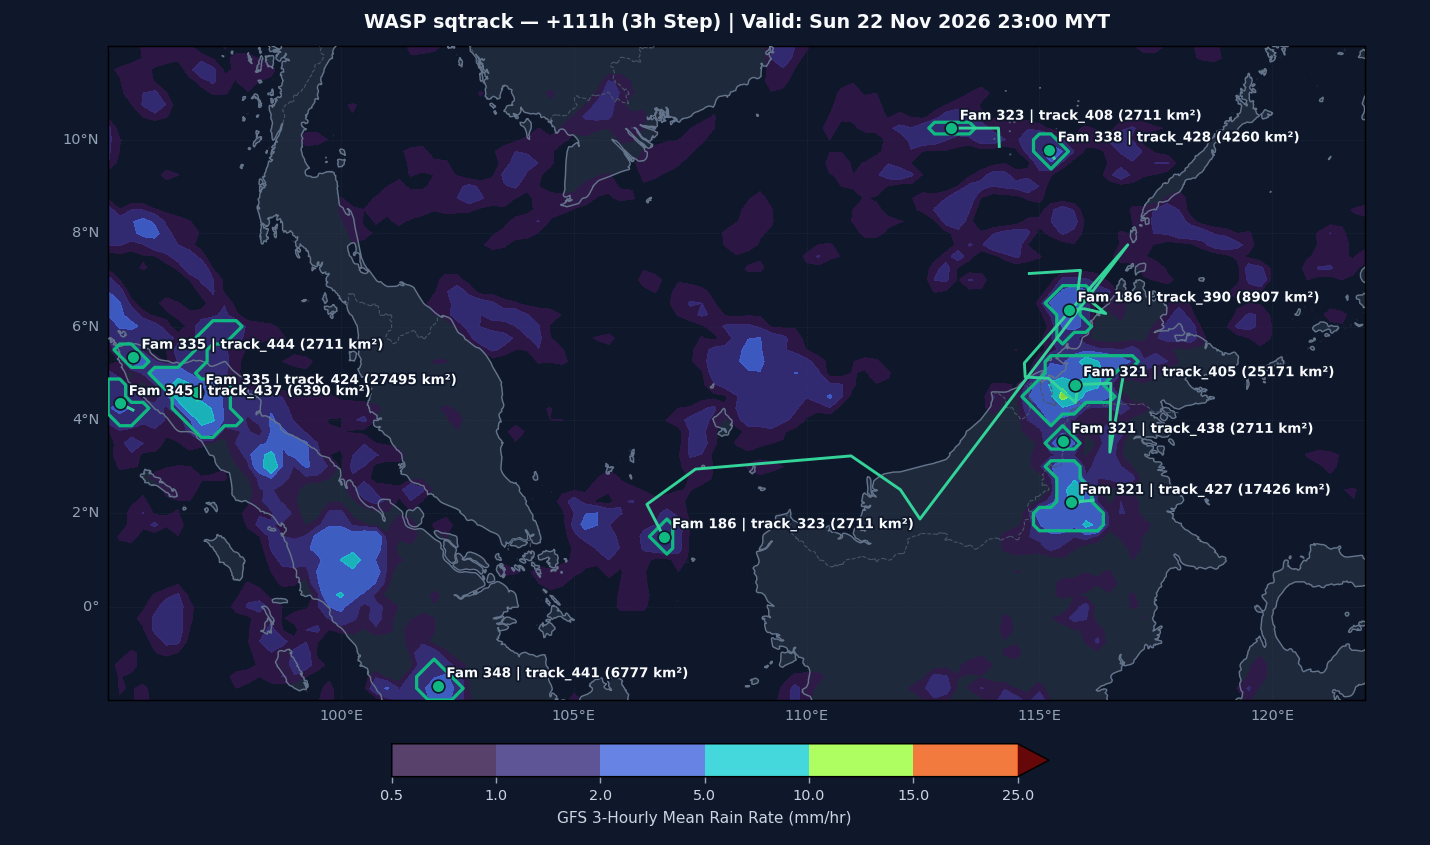 WASP sqtrack — +111h (3h Step) | Valid: Sun 22 Nov 2026 23:00 MYT
Fam 323 | track_408 (2711 km²)
Fam 338 | track_428 (4260 km²)
Fam 186 | track_390 (8907 km²)
Fam 335 | track_444 (2711 km²)
Fam 321 | track_405 (25171 km²)
Fam 335 | track_424 (27495 km²)
Fam 345 | track_437 (6390 km²)
Fam 321 | track_438 (2711 km²)
Fam 321 | track_427 (17426 km²)
Fam 186 | track_323 (2711 km²)
Fam 348 | track_441 (6777 km²)
10°N
8°N
6°N
4°N
2°N
0°
100°E 105°E 110°E 115°E 120°E
0.5 1.0 2.0 5.0 10.0 15.0 25.0
GFS 3-Hourly Mean Rain Rate (mm/hr)